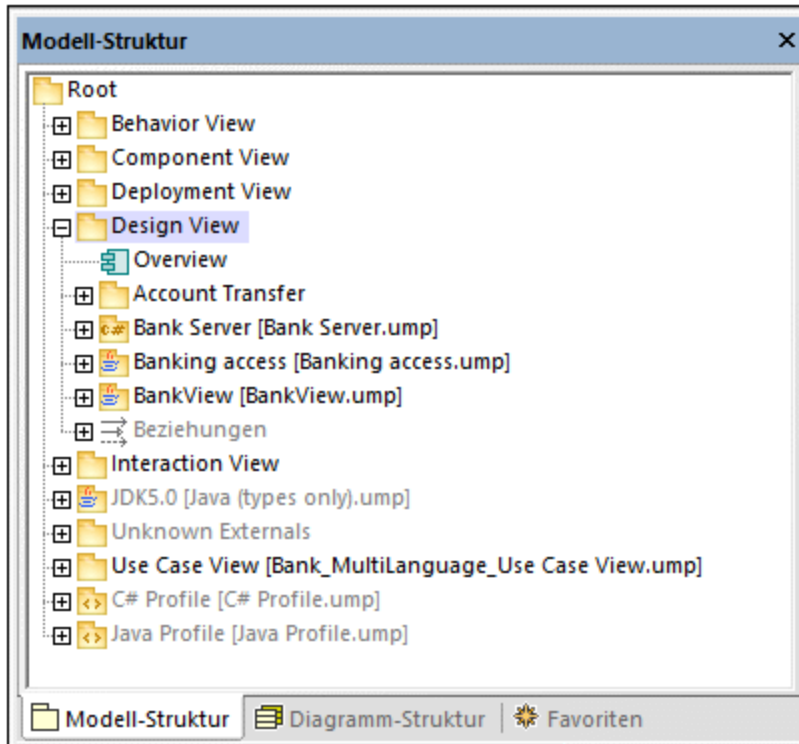 Modell-Struktur
Root
Behavior View
Component View
Deployment View
Design View
Overview
Account Transfer
Bank Server [Bank Server.ump]
Banking access [Banking access.ump]
BankView [BankView.ump]
Beziehungen
Interaction View
JDK5.0 [Java (types only).ump]
Unknown Externals
Use Case View [Bank_MultiLanguage_Use Case View.ump]
C# Profile [C# Profile.ump]
Java Profile [Java Profile.ump]
Modell-Struktur Diagramm-Struktur Favoriten